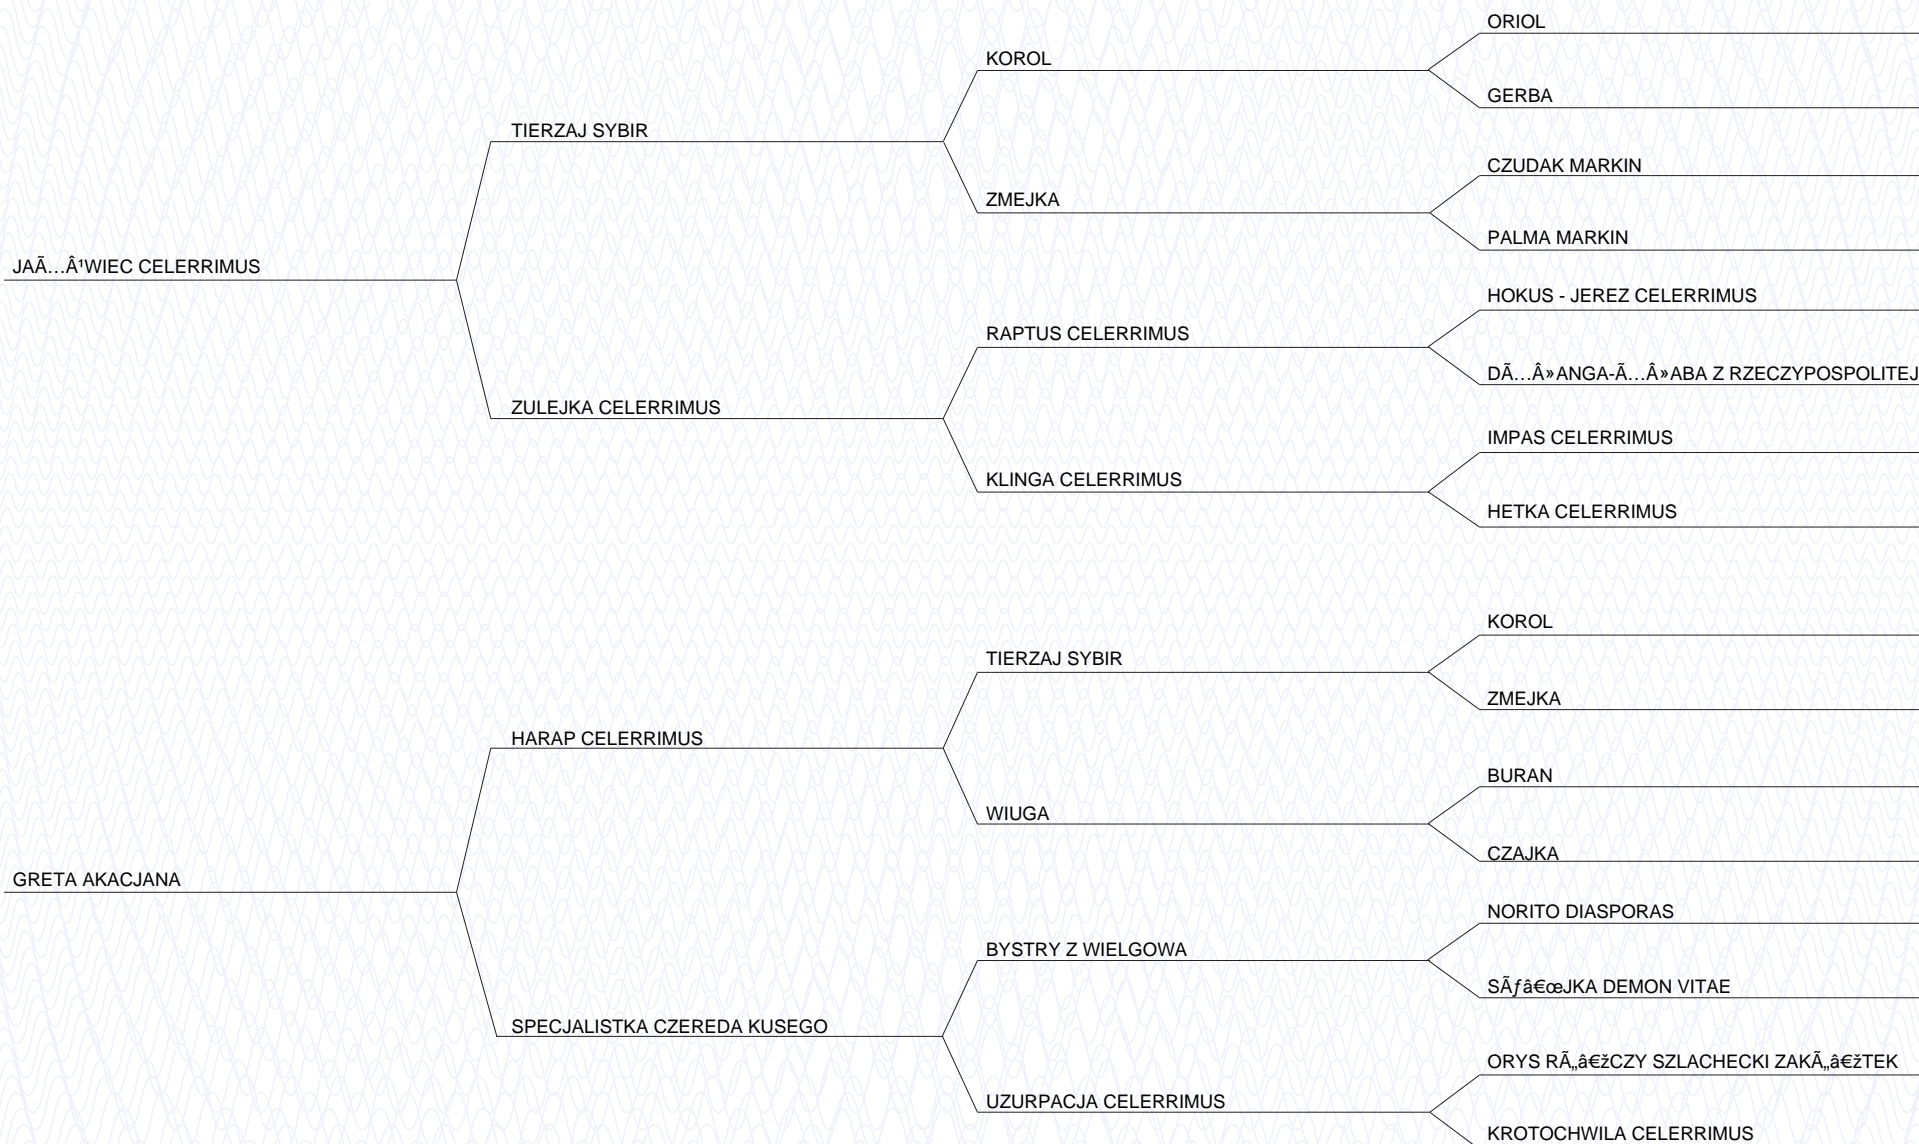 ORIOL
KOROL
GERBA
TIERZAJ SYBIR
CZUDAK MARKIN
ZMEJKA
PALMA MARKIN
JAÃ…Â¹WIEC CELERRIMUS
HOKUS - JEREZ CELERRIMUS
RAPTUS CELERRIMUS
DÃ…Â»ANGA-Ã…Â»ABA Z RZECZYPOSPOLITEJ
ZULEJKA CELERRIMUS
IMPAS CELERRIMUS
KLINGA CELERRIMUS
HETKA CELERRIMUS
KOROL
TIERZAJ SYBIR
ZMEJKA
HARAP CELERRIMUS
BURAN
WIUGA
CZAJKA
GRETA AKACJANA
NORITO DIASPORAS
BYSTRY Z WIELGOWA
SÃƒâ€œJKA DEMON VITAE
SPECJALISTKA CZEREDA KUSEGO
ORYS RÃ„â€žCZY SZLACHECKI ZAKÃ„â€žTEK
UZURPACJA CELERRIMUS
KROTOCHWILA CELERRIMUS